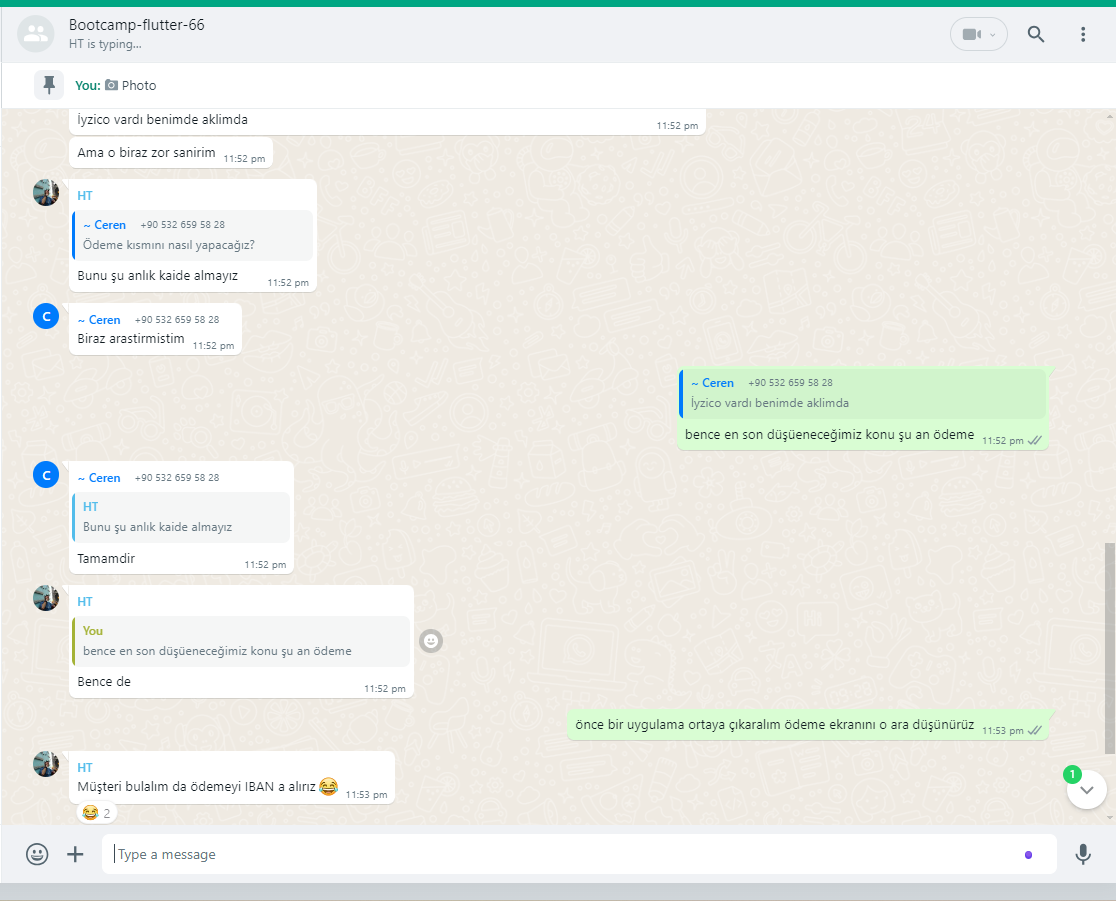 Bootcamp-flutter-66
HT is typing...
You: Photo
İyzico vardı benimde aklimda
11:52 pm
Ama o biraz zor sanirim 11:52 pm
HT
~ Ceren +90 532 659 58 28
Ödeme kısmını nasıl yapacağız?
Bunu şu anlık kaide almayız 11:52 pm
C
~ Ceren +90 532 659 58 28
Biraz arastirmistim 11:52 pm
~ Ceren +90 532 659 58 28
İyzico vardı benimde aklimda
bence en son düşüeneceğimiz konu şu an ödeme 11:52 pm
C
~ Ceren +90 532 659 58 28
HT
Bunu şu anlık kaide almayız
Tamamdir 11:52 pm
HT
You
bence en son düşüeneceğimiz konu şu an ödeme
Bence de 11:52 pm
önce bir uygulama ortaya çıkaralım ödeme ekranını o ara düşünürüz 11:53 pm
HT
Müşteri bulalım da ödemeyi IBAN a alırız 😂 11:53 pm
😂 2
1
Type a message